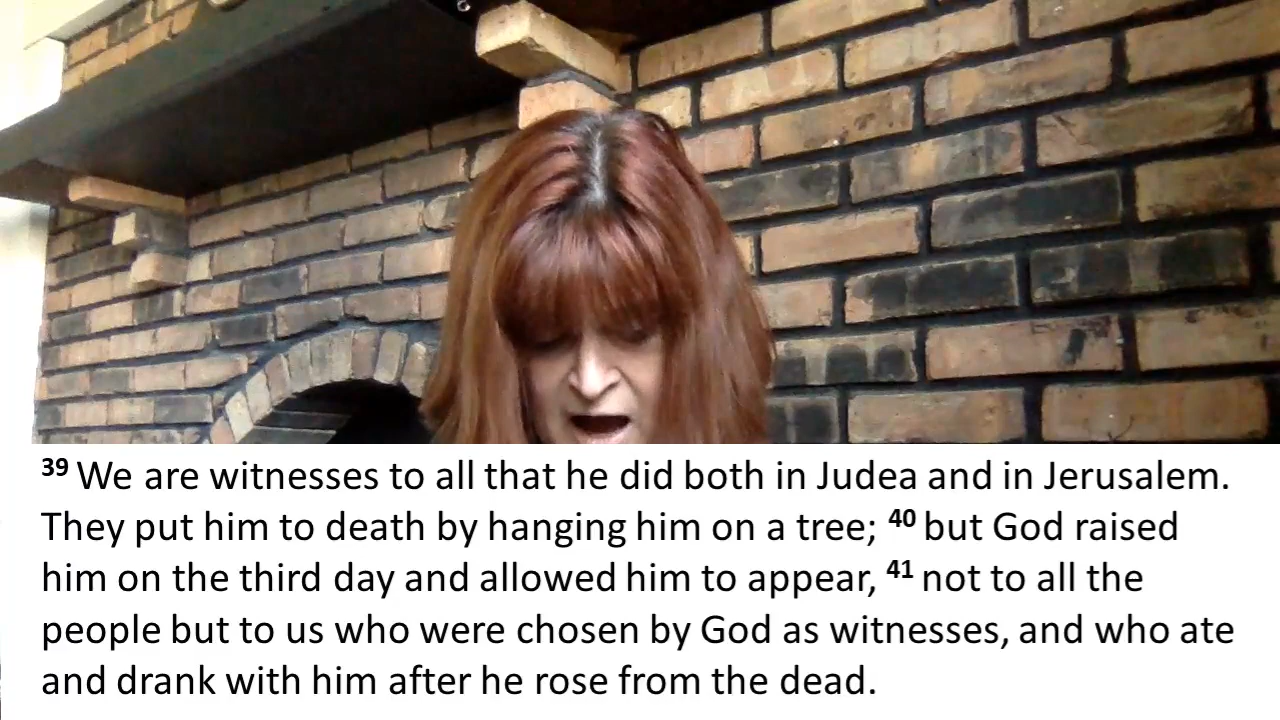 39 We are witnesses to all that he did both in Judea and in Jerusalem.
They put him to death by hanging him on a tree; 40 but God raised
him on the third day and allowed him to appear, 41 not to all the
people but to us who were chosen by God as witnesses, and who ate
and drank with him after he rose from the dead.